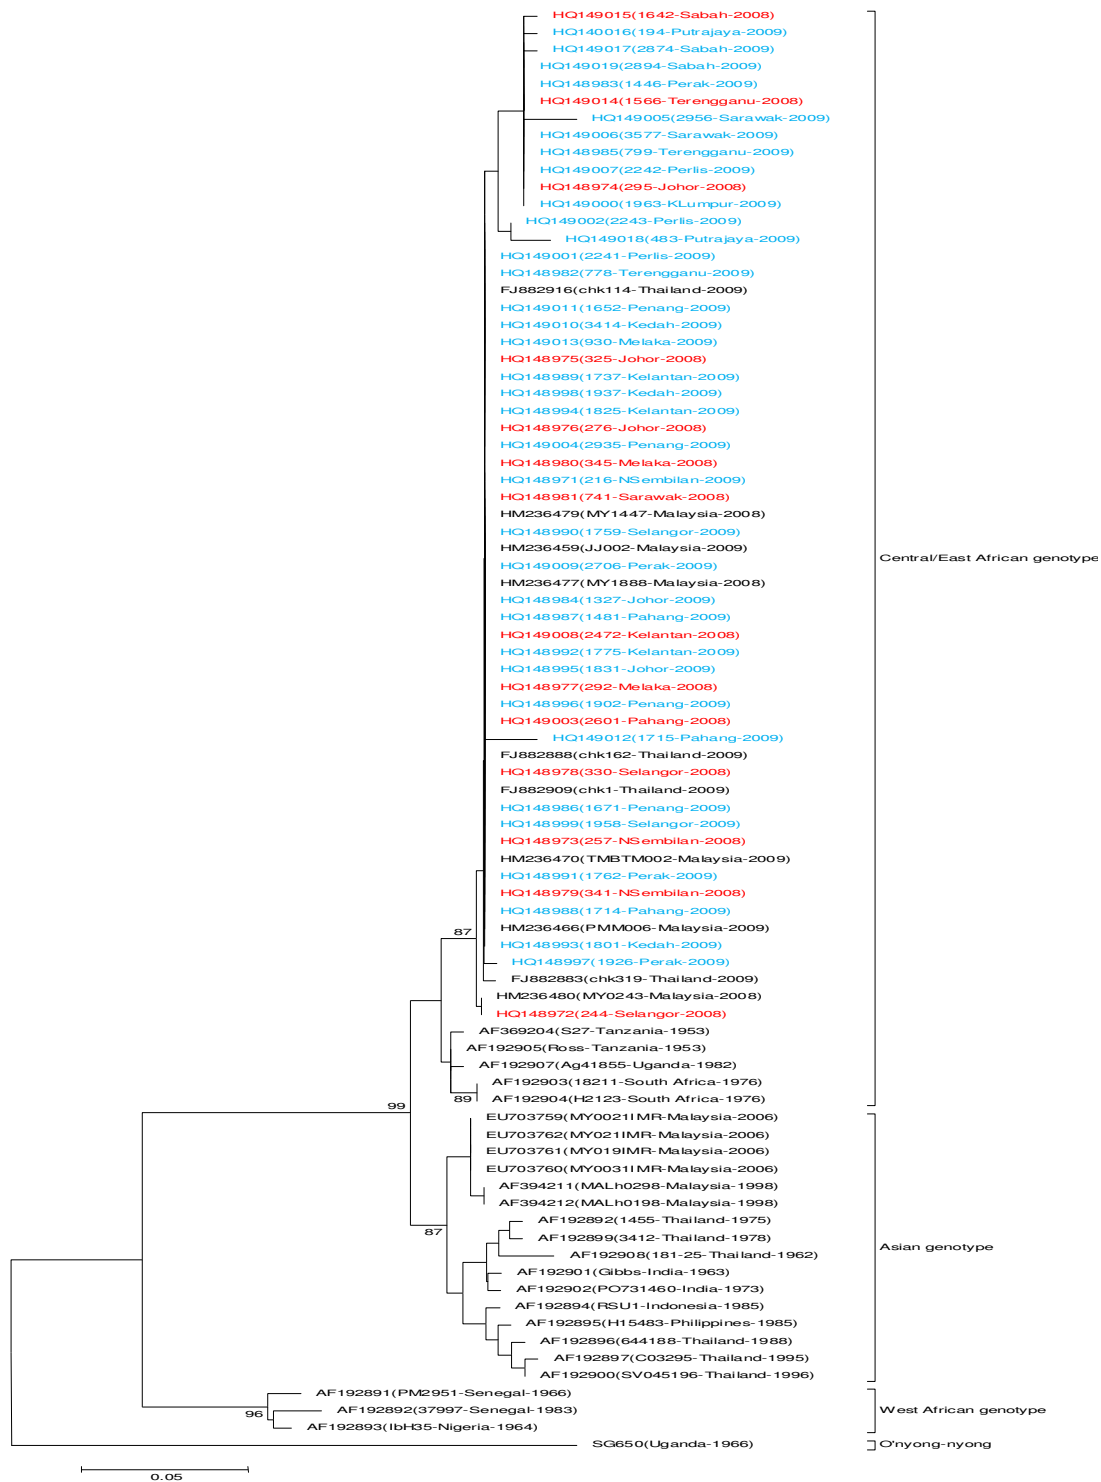 HQ149015(1642-Sabah-2008)
HQ140016(194-Putrajaya-2009)
HQ149017(2874-Sabah-2009)
HQ149019(2894-Sabah-2009)
HQ148983(1446-Perak-2009)
HQ149014(1566-Terengganu-2008)
HQ149005(2956-Sarawak-2009)
HQ149006(3577-Sarawak-2009)
HQ148985(799-Terengganu-2009)
HQ149007(2242-Perlis-2009)
HQ148974(295-Johor-2008)
HQ149000(1963-KLumpur-2009)
HQ149002(2243-Perlis-2009)
HQ149018(483-Putrajaya-2009)
HQ149001(2241-Perlis-2009)
HQ148982(778-Terengganu-2009)
FJ882916(chk114-Thailand-2009)
HQ149011(1652-Penang-2009)
HQ149010(3414-Kedah-2009)
HQ149013(930-Melaka-2009)
HQ148975(325-Johor-2008)
HQ148989(1737-Kelantan-2009)
HQ148998(1937-Kedah-2009)
HQ148994(1825-Kelantan-2009)
HQ148976(276-Johor-2008)
HQ149004(2935-Penang-2009)
HQ148980(345-Melaka-2008)
HQ148971(216-NSembilan-2009)
HQ148981(741-Sarawak-2008)
HM236479(MY1447-Malaysia-2008)
HQ148990(1759-Selangor-2009)
HM236459(JJ002-Malaysia-2009)
Central/East African genotype
HQ149009(2706-Perak-2009)
HM236477(MY1888-Malaysia-2008)
HQ148984(1327-Johor-2009)
HQ148987(1481-Pahang-2009)
HQ149008(2472-Kelantan-2008)
HQ148992(1775-Kelantan-2009)
HQ148995(1831-Johor-2009)
HQ148977(292-Melaka-2008)
HQ148996(1902-Penang-2009)
HQ149003(2601-Pahang-2008)
HQ149012(1715-Pahang-2009)
FJ882888(chk162-Thailand-2009)
HQ148978(330-Selangor-2008)
FJ882909(chk1-Thailand-2009)
HQ148986(1671-Penang-2009)
HQ148999(1958-Selangor-2009)
HQ148973(257-NSembilan-2008)
HM236470(TMBTM002-Malaysia-2009)
HQ148991(1762-Perak-2009)
HQ148979(341-NSembilan-2008)
HQ148988(1714-Pahang-2009)
HM236466(PMM006-Malaysia-2009)
87
HQ148993(1801-Kedah-2009)
HQ148997(1926-Perak-2009)
FJ882883(chk319-Thailand-2009)
HM236480(MY0243-Malaysia-2008)
HQ148972(244-Selangor-2008)
AF369204(S27-Tanzania-1953)
AF192905(Ross-Tanzania-1953)
AF192907(Ag41855-Uganda-1982)
AF192903(18211-South Africa-1976)
89
AF192904(H2123-South Africa-1976)
99
EU703759(MY0021IMR-Malaysia-2006)
EU703762(MY021IMR-Malaysia-2006)
EU703761(MY019IMR-Malaysia-2006)
EU703760(MY0031IMR-Malaysia-2006)
AF394211(MALh0298-Malaysia-1998)
AF394212(MALh0198-Malaysia-1998)
AF192892(1455-Thailand-1975)
87
AF192899(3412-Thailand-1978)
Asian genotype
AF192908(181-25-Thailand-1962)
AF192901(Gibbs-India-1963)
AF192902(PO731460-India-1973)
AF192894(RSU1-Indonesia-1985)
AF192895(H15483-Philippines-1985)
AF192896(644188-Thailand-1988)
AF192897(C03295-Thailand-1995)
AF192900(SV045196-Thailand-1996)
AF192891(PM2951-Senegal-1966)
96
AF192892(37997-Senegal-1983)
West African genotype
AF192893(IbH35-Nigeria-1964)
SG650(Uganda-1966)
O'nyong-nyong
0.05